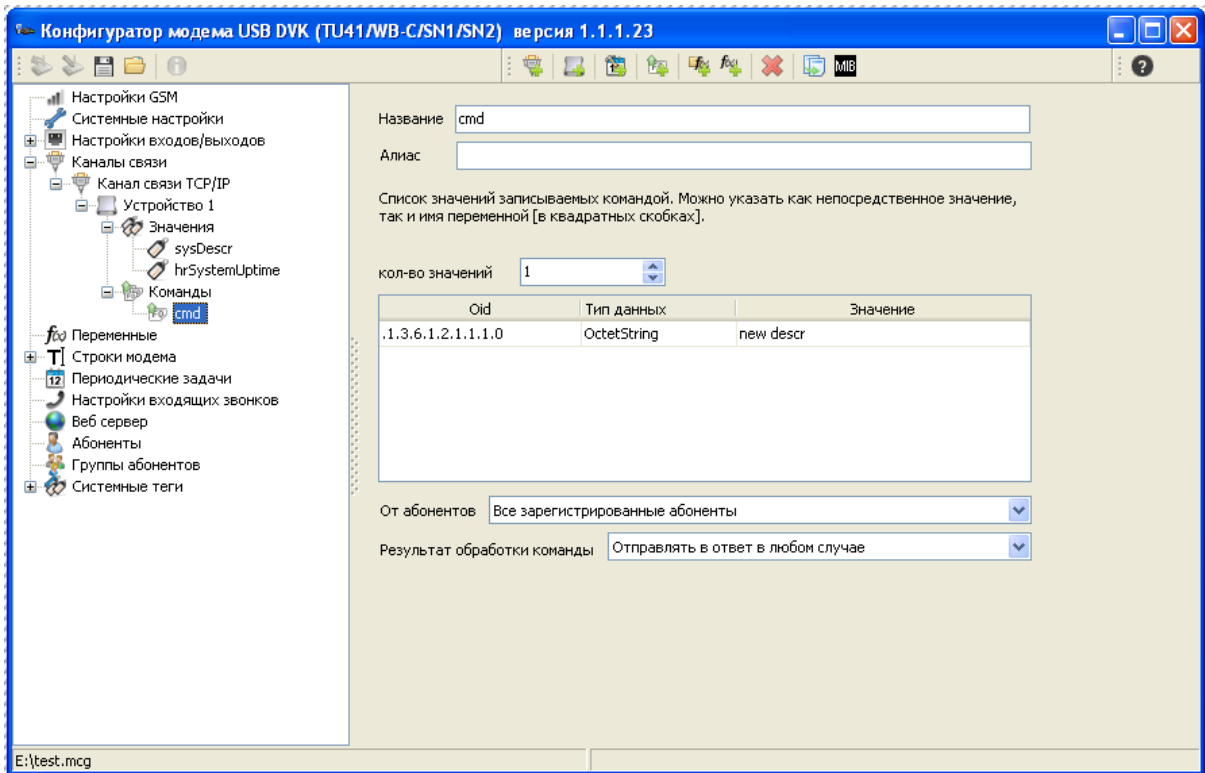 Конфигуратор модема USB DVK (TU41/WB-C/SN1/SN2) версия 1.1.1.23
MIB
Настройки GSM
Системные настройки
Настройки входов/выходов
Каналы связи
Канал связи TCP/IP
Устройство 1
Значения
sysDescr
hrSystemUptime
Команды
cmd
f(x) Переменные
Строки модема
12 Периодические задачи
Настройки входящих звонков
Веб сервер
Абоненты
Группы абонентов
Системные теги
Название cmd
Алиас
Список значений записываемых командой. Можно указать как непосредственное значение,
так и имя переменной [в квадратных скобках].
кол-во значений 1
Oid Тип данных Значение
.1.3.6.1.2.1.1.1.0 OctetString new descr
От абонентов Все зарегистрированные абоненты
Результат обработки команды Отправлять в ответ в любом случае
E:\test.mcg